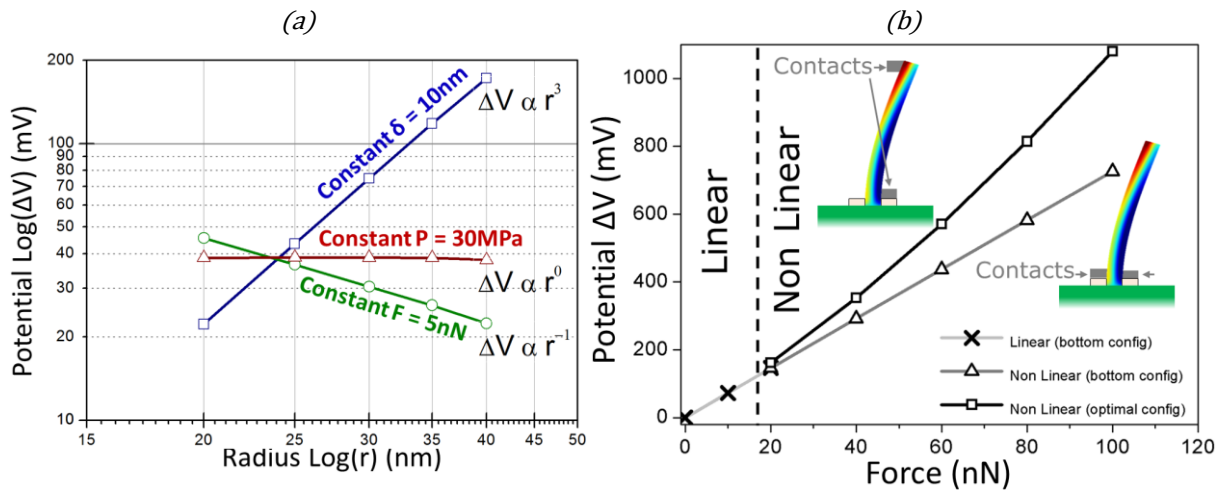 (a)
Potential Log(ΔV) (mV)
200
100
90
80
70
60
50
40
30
20
10
Constant δ = 10nm
ΔV α r³
Constant P = 30MPa
ΔV α r⁰
Constant F = 5nN
ΔV α r⁻¹
15 20 25 30 35 40 45 50
Radius Log(r) (nm)
(b)
Potential ΔV (mV)
1000
800
600
400
200
0
Linear
Non Linear
Contacts
Contacts
Linear (bottom config)
Non Linear (bottom config)
Non Linear (optimal config)
0 20 40 60 80 100 120
Force (nN)